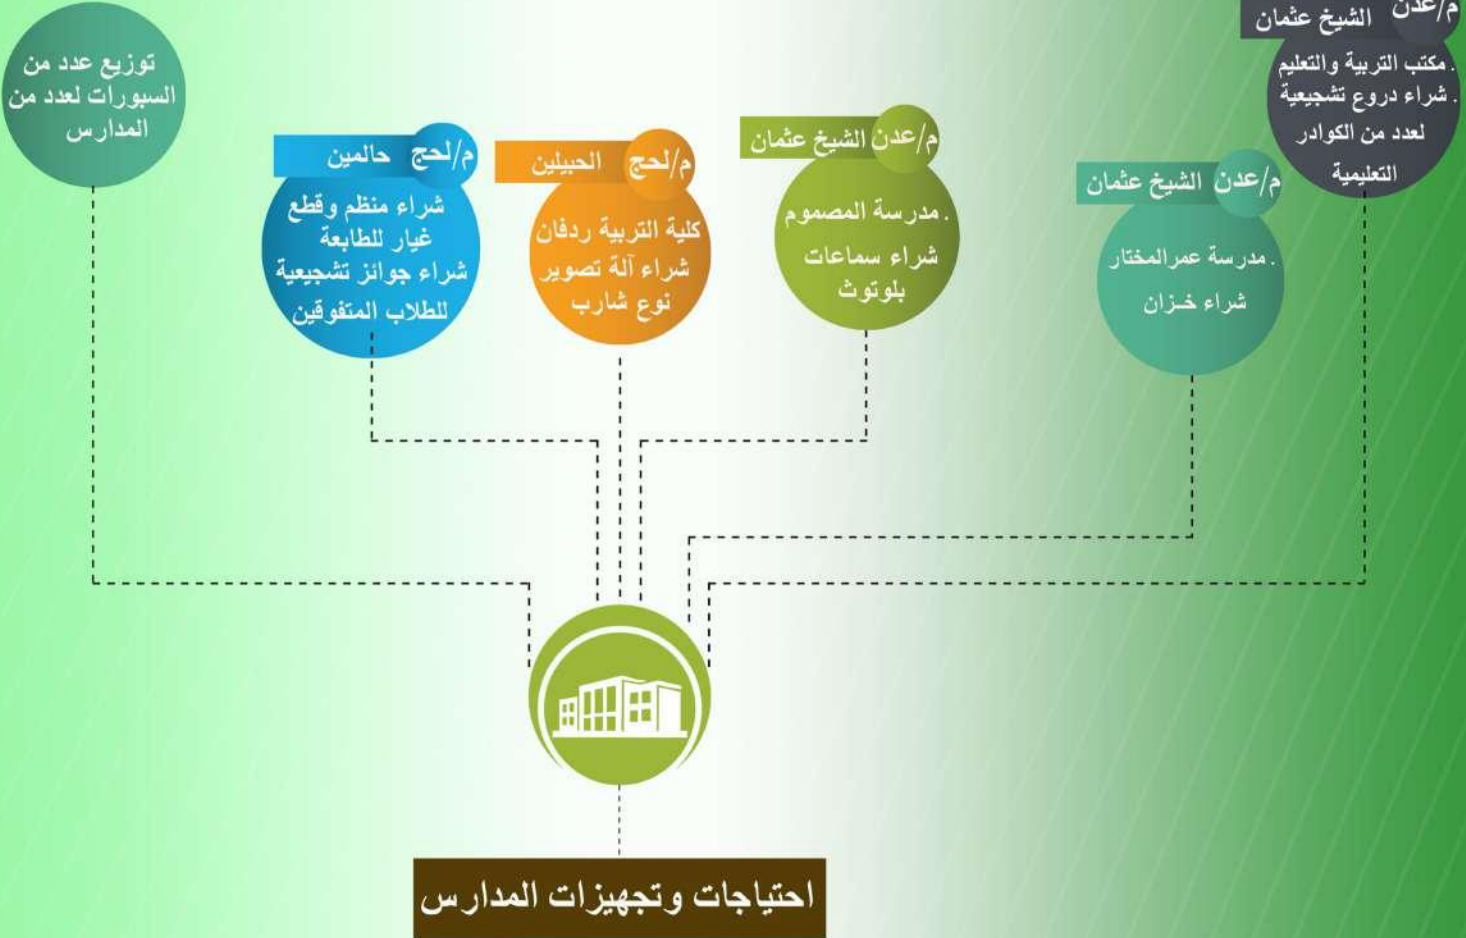 م/عدن الشيخ عثمان
. مكتب التربية والتعليم
. شراء دروع تشجيعية
لعدد من الكوادر
التعليمية
م/عدن الشيخ عثمان
. مدرسة عمرالمختار
شراء خزان
م/عدن الشيخ عثمان
. مدرسة المصموم
شراء سماعات
بلوتوث
م/لحج الحبيلين
كلية التربية ردفان
شراء آلة تصوير
نوع شارب
م/لحج حالمين
شراء منظم وقطع
غيار للطابعة
شراء جوائز تشجيعية
للطلاب المتفوقين
توزيع عدد من
السبورات لعدد من
المدارس
احتياجات وتجهيزات المدارس